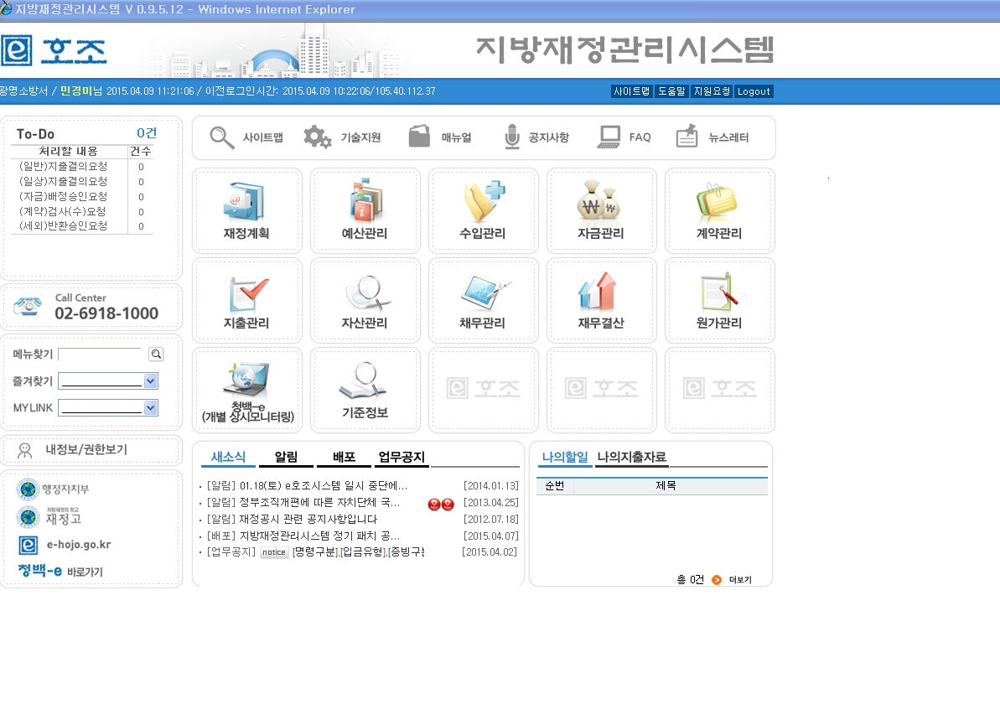 지방재정관리시스템 V 0.9.5.12 - Windows Internet Explorer
e 호조
지방재정관리시스템
광명소방서 / 민경미님 2015.04.09 11:21:06 / 이전로그인시간: 2015.04.09 10:22:06/105.40.112.37
사이트맵 도움말 지원요청 Logout
To-Do 0건
처리할 내용 건수
(일반)지출결의요청 0
(일상)지출결의요청 0
(자금)배정승인요청 0
(계약)검사(수)요청 0
(세외)반환승인요청 0
Call Center
02-6918-1000
메뉴찾기
즐겨찾기
MY LINK
내정보/권한보기
행정자치부
지방재정의 창고
재정고
e e-hojo.go.kr
청백-e 바로가기
사이트맵 기술지원 매뉴얼 공지사항 FAQ 뉴스레터
재정계획 예산관리 수입관리 자금관리 계약관리
지출관리 자산관리 채무관리 재무결산 원가관리
청백-e
(개별 상시모니터링)
기준정보
e 호조 e 호조 e 호조
새소식 알림 배포 업무공지
[알림] 01.18(토) e호조시스템 일시 중단에... [2014.01.13]
[알림] 정부조직개편에 따른 자치단체 국... [2013.04.25]
[알림] 재정공시 관련 공지사항입니다 [2012.07.18]
[배포] 지방재정관리시스템 정기 패치 공... [2015.04.07]
[업무공지] notice [명령구분],[입금유형],[증빙구분 [2015.04.02]
나의할일 나의지출자료
순번 제목
총 0건 더보기